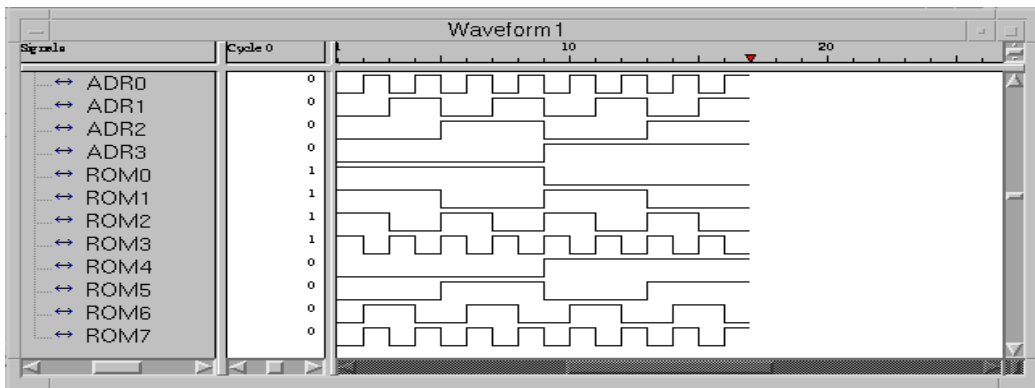 Waveform1
Signals Cycle 0 1 10 20
ADR0 0
ADR1 0
ADR2 0
ADR3 0
ROM0 1
ROM1 1
ROM2 1
ROM3 1
ROM4 0
ROM5 0
ROM6 0
ROM7 0